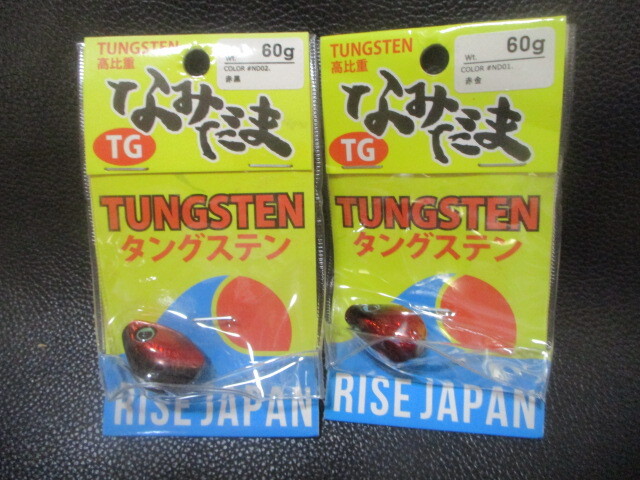 TUNGSTEN
高比重
Wt. 60g
COLOR #ND02.
赤黒
なみだま
TG
TUNGSTEN
タングステン
RISE JAPAN
TUNGSTEN
高比重
Wt. 60g
COLOR #ND01.
赤金
なみだま
TG
TUNGSTEN
タングステン
RISE JAPAN